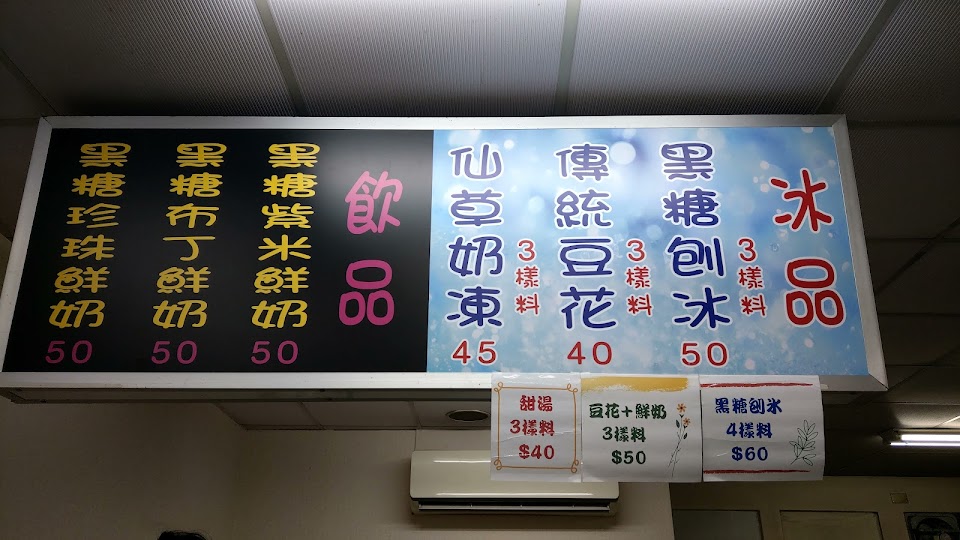 冰品
黑糖刨冰
3樣料
50
傳統豆花
3樣料
40
仙草奶凍
3樣料
45
飲品
黑糖紫米鮮奶
50
黑糖布丁鮮奶
50
黑糖珍珠鮮奶
50
甜湯
3樣料
$40
豆花+鮮奶
3樣料
$50
黑糖刨氷
4樣料
$60